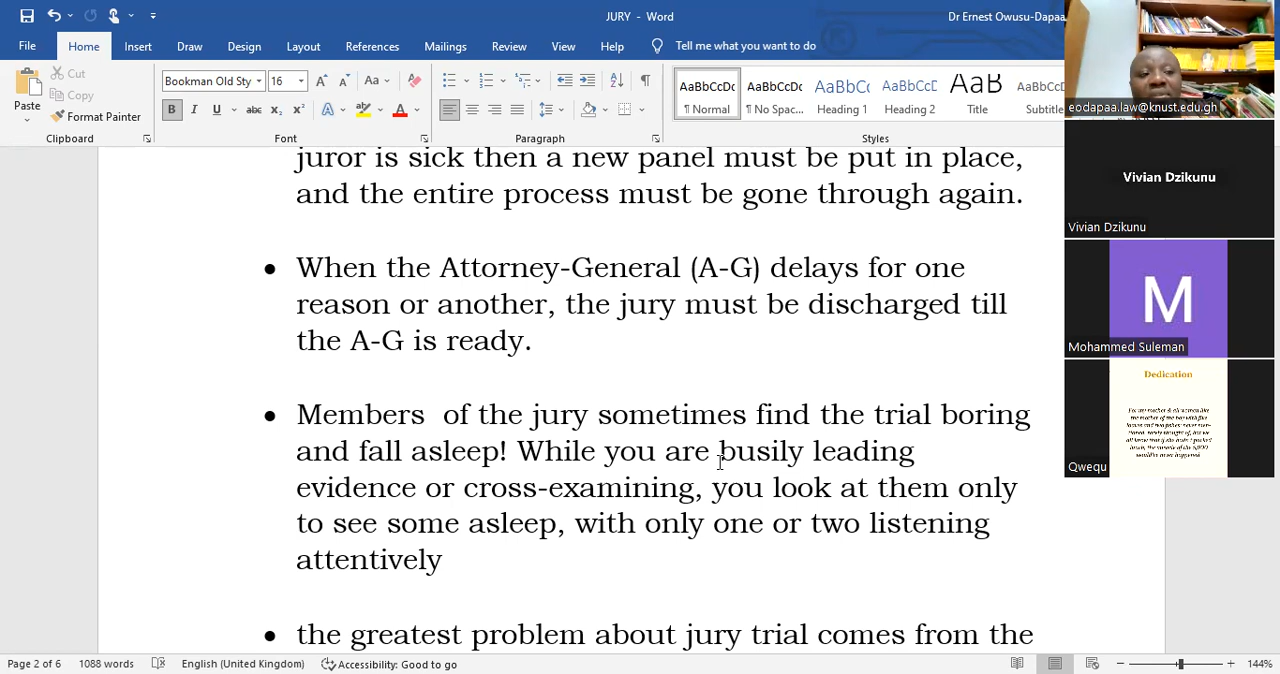 JURY - Word
Dr Ernest Owusu-Dapaa
File Home Insert Draw Design Layout References Mailings Review View Help Tell me what you want to do
Paste
Cut
Copy
Format Painter
Clipboard
Bookman Old Sty 16
Font
Paragraph
AaBbCcDc ¶ Normal
AaBbCcDc ¶ No Spac...
AaBbCc Heading 1
AaBbCcD Heading 2
AaB Title
AaBbCcD Subtitle
Styles
juror is sick then a new panel must be put in place,
and the entire process must be gone through again.
• When the Attorney-General (A-G) delays for one
reason or another, the jury must be discharged till
the A-G is ready.
• Members  of the jury sometimes find the trial boring
and fall asleep! While you are busily leading
evidence or cross-examining, you look at them only
to see some asleep, with only one or two listening
attentively
• the greatest problem about jury trial comes from the
Page 2 of 6 1088 words English (United Kingdom) Accessibility: Good to go 144%
eodapaa.law@knust.edu.gh
Vivian Dzikunu
Vivian Dzikunu
M
Mohammed Suleman
Dedication
Qwequ